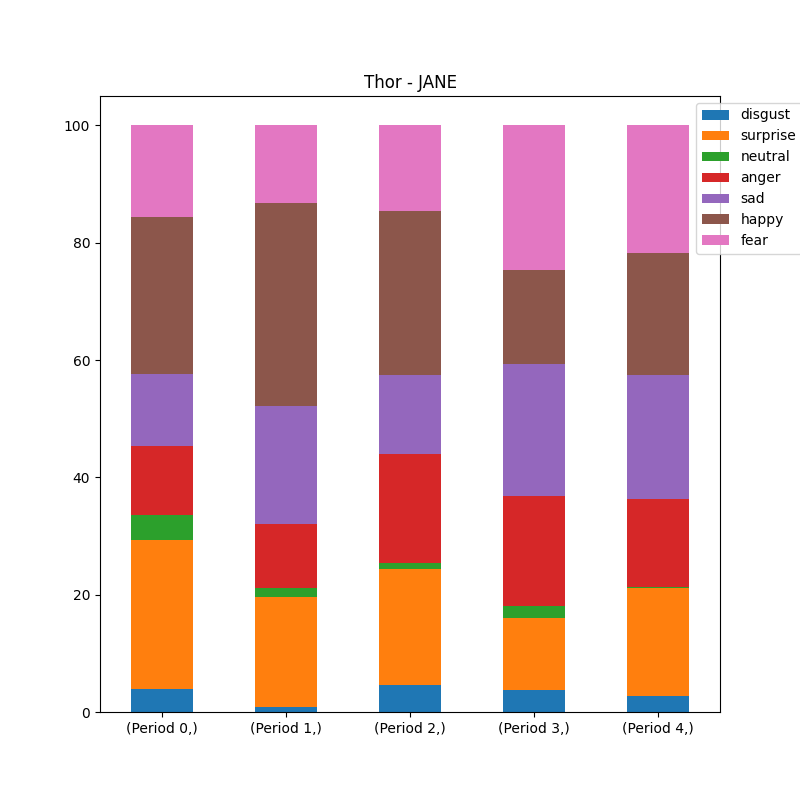 Thor - JANE
disgust
surprise
neutral
anger
sad
happy
fear
100
80
60
40
20
0
(Period 0,) (Period 1,) (Period 2,) (Period 3,) (Period 4,)